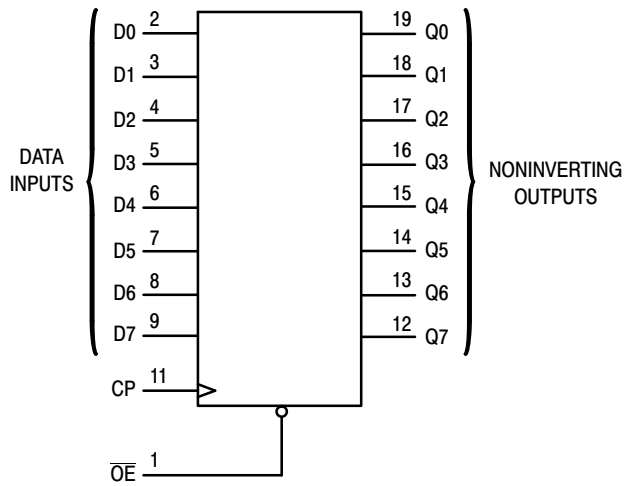 D0 2
D1 3
D2 4
D3 5
D4 6
D5 7
D6 8
D7 9
DATA
INPUTS
CP 11
O̅E̅ 1
19 Q0
18 Q1
17 Q2
16 Q3
15 Q4
14 Q5
13 Q6
12 Q7
NONINVERTING
OUTPUTS